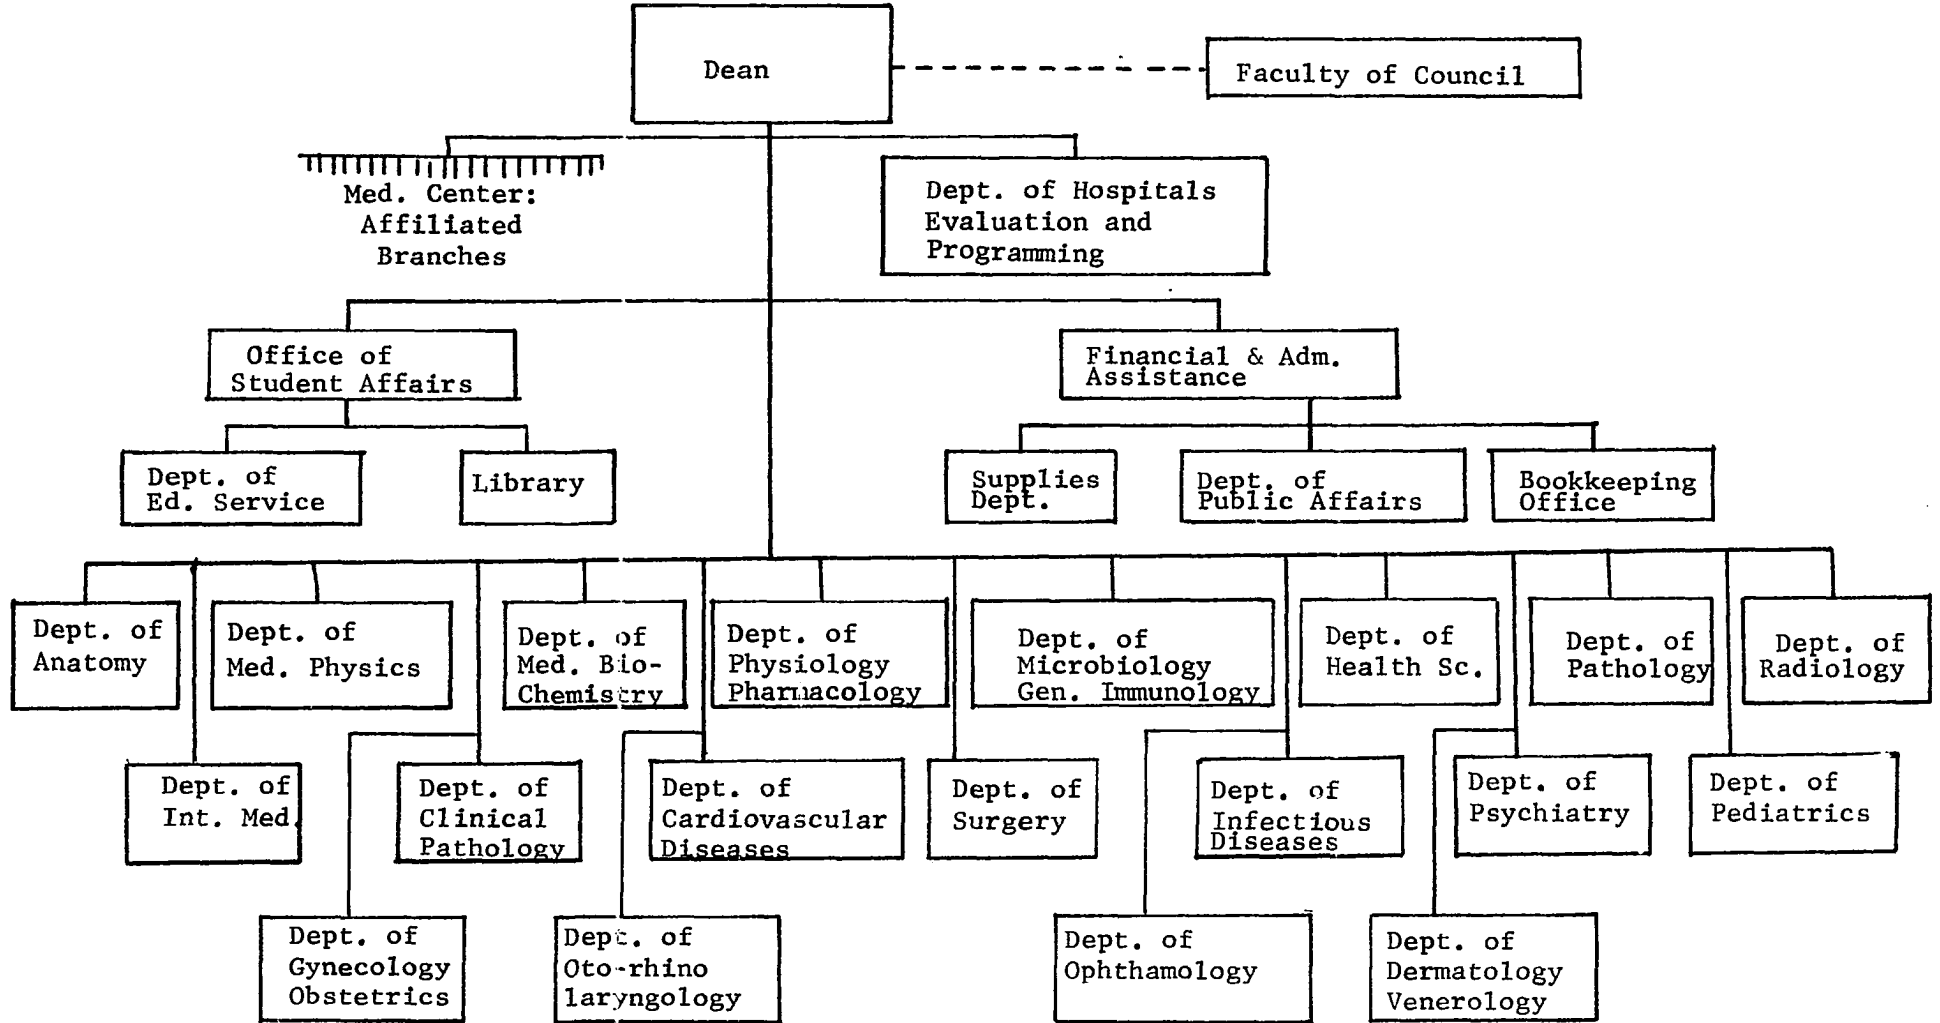 Dean
Faculty of Council
Med. Center:
Affiliated
Branches
Dept. of Hospitals
Evaluation and
Programming
Office of
Student Affairs
Financial & Adm.
Assistance
Dept. of
Ed. Service
Library
Supplies
Dept.
Dept. of
Public Affairs
Bookkeeping
Office
Dept. of
Anatomy
Dept. of
Med. Physics
Dept. of
Med. Bio-
Chemistry
Dept. of
Physiology
Pharmacology
Dept. of
Microbiology
Gen. Immunology
Dept. of
Health Sc.
Dept. of
Pathology
Dept. of
Radiology
Dept. of
Int. Med.
Dept. of
Clinical
Pathology
Dept. of
Cardiovascular
Diseases
Dept. of
Surgery
Dept. of
Infectious
Diseases
Dept. of
Psychiatry
Dept. of
Pediatrics
Dept. of
Gynecology
Obstetrics
Dept. of
Oto-rhino
laryngology
Dept. of
Ophthamology
Dept. of
Dermatology
Venerology